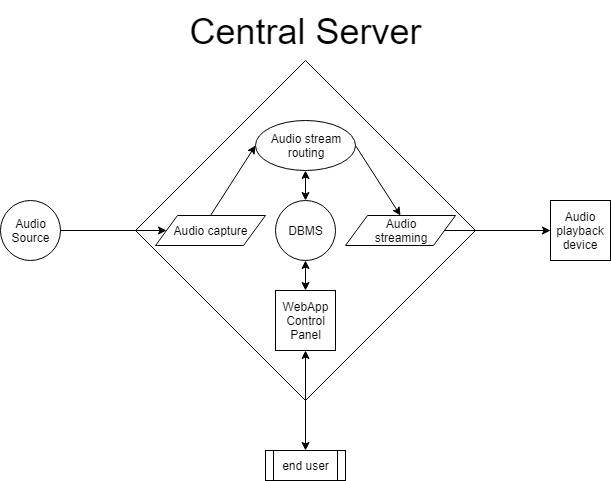 Central Server
Audio stream
routing
Audio
Source
Audio capture
DBMS
Audio
streaming
Audio
playback
device
WebApp
Control
Panel
end user